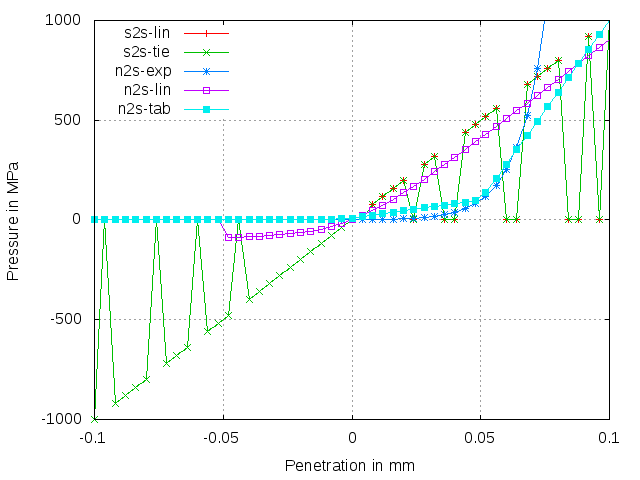 1000
s2s-lin
s2s-tie
n2s-exp
n2s-lin
n2s-tab
500
0
-500
-1000
Pressure in MPa
-0.1
-0.05
0
0.05
0.1
Penetration in mm